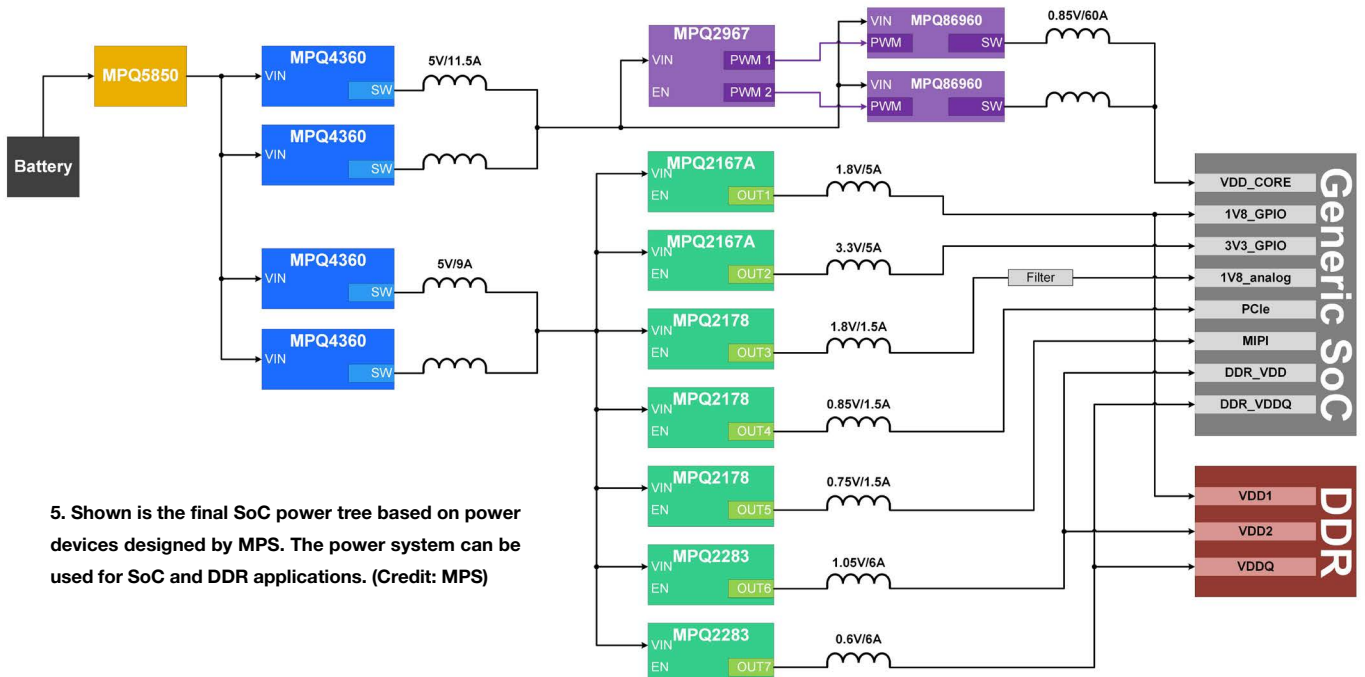 Battery
MPQ5850
MPQ4360
VIN
SW
5V/11.5A
MPQ4360
VIN
SW
MPQ4360
VIN
SW
5V/9A
MPQ4360
VIN
SW
MPQ2967
VIN
EN
PWM 1
PWM 2
MPQ86960
VIN
PWM
SW
0.85V/60A
MPQ86960
VIN
PWM
SW
MPQ2167A
VIN
EN
OUT1
1.8V/5A
MPQ2167A
VIN
EN
OUT2
3.3V/5A
MPQ2178
VIN
EN
OUT3
1.8V/1.5A
Filter
MPQ2178
VIN
EN
OUT4
0.85V/1.5A
MPQ2178
VIN
EN
OUT5
0.75V/1.5A
MPQ2283
VIN
EN
OUT6
1.05V/6A
MPQ2283
VIN
EN
OUT7
0.6V/6A
Generic SoC
VDD_CORE
1V8_GPIO
3V3_GPIO
1V8_analog
PCIe
MIPI
DDR_VDD
DDR_VDDQ
DDR
VDD1
VDD2
VDDQ
5. Shown is the final SoC power tree based on power
devices designed by MPS. The power system can be
used for SoC and DDR applications. (Credit: MPS)